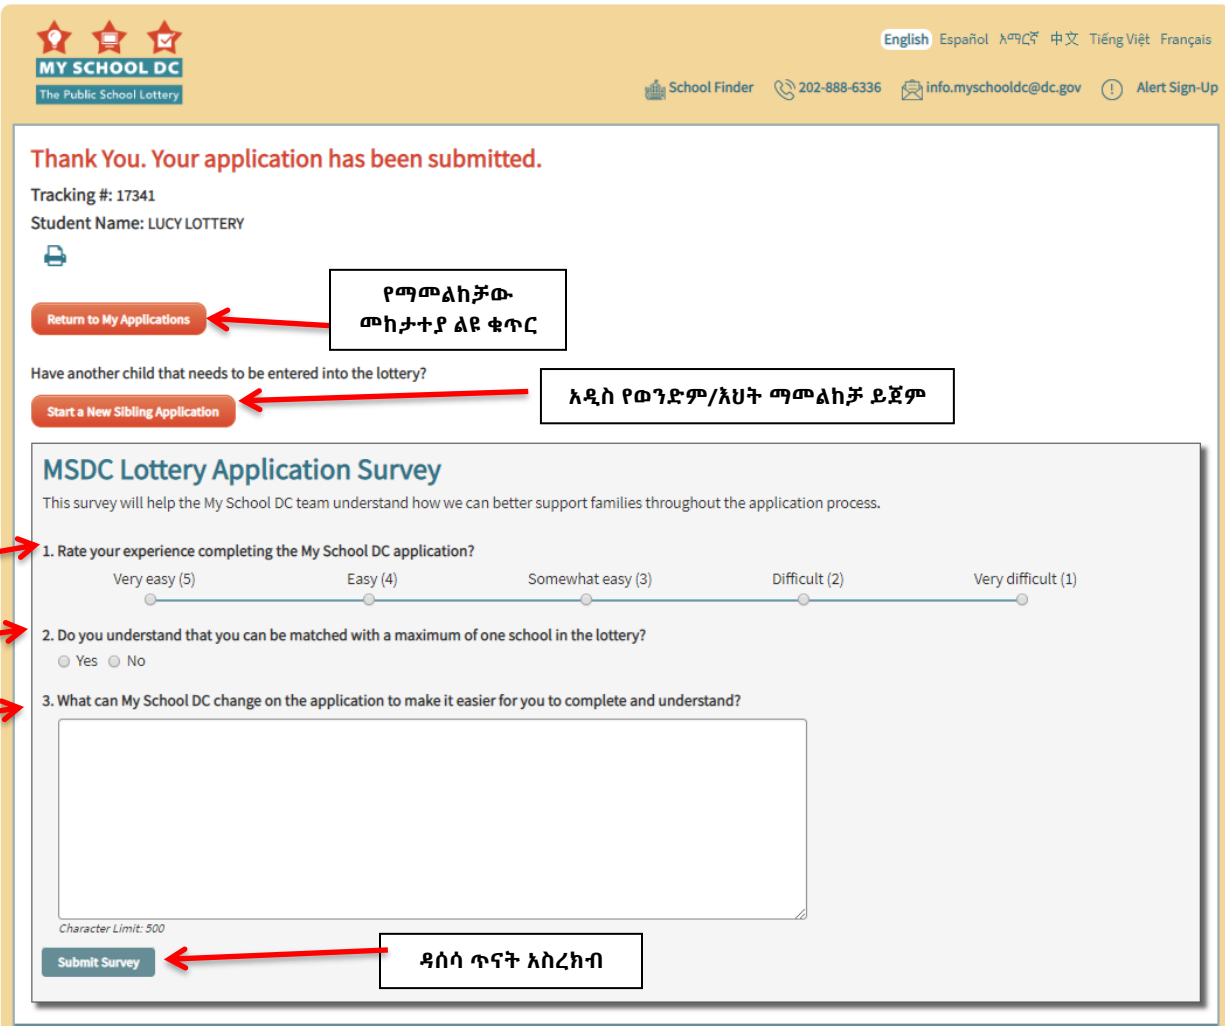 MY SCHOOL DC
The Public School Lottery
English Español አማርኛ 中文 Tiếng Việt Français
School Finder 202-888-6336 info.myschooldc@dc.gov Alert Sign-Up
Thank You. Your application has been submitted.
Tracking #: 17341
Student Name: LUCY LOTTERY
የማመልከቻው
መከታተያ ልዩ ቁጥር
Return to My Applications
Have another child that needs to be entered into the lottery?
አዲስ የወንድም/እህት ማመልከቻ ይጀም
Start a New Sibling Application
MSDC Lottery Application Survey
This survey will help the My School DC team understand how we can better support families throughout the application process.
1. Rate your experience completing the My School DC application?
Very easy (5) Easy (4) Somewhat easy (3) Difficult (2) Very difficult (1)
2. Do you understand that you can be matched with a maximum of one school in the lottery?
Yes No
3. What can My School DC change on the application to make it easier for you to complete and understand?
Character Limit: 500
Submit Survey
ዳሰሳ ጥናት አስረክብ